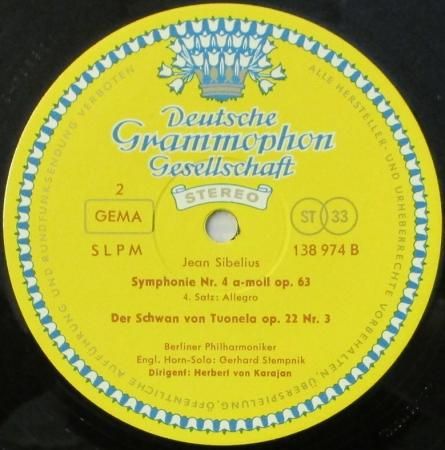 Deutsche
Grammophon
Gesellschaft
STEREO
2
GEMA
ST 33
SLPM
138 974 B
Jean Sibelius
Symphonie Nr. 4 a-moll op. 63
4. Satz: Allegro
Der Schwan von Tuonela op. 22 Nr. 3
Berliner Philharmoniker
Engl. Horn-Solo: Gerhard Stempnik
Dirigent: Herbert von Karajan
ALLE HERSTELLER- UND URHEBERRECHTE VORBEHALTEN, ÜBERSPIELUNG, ÖFFENTLICHE AUFFÜHRUNG UND RUNDFUNKSENDUNG VERBOTEN